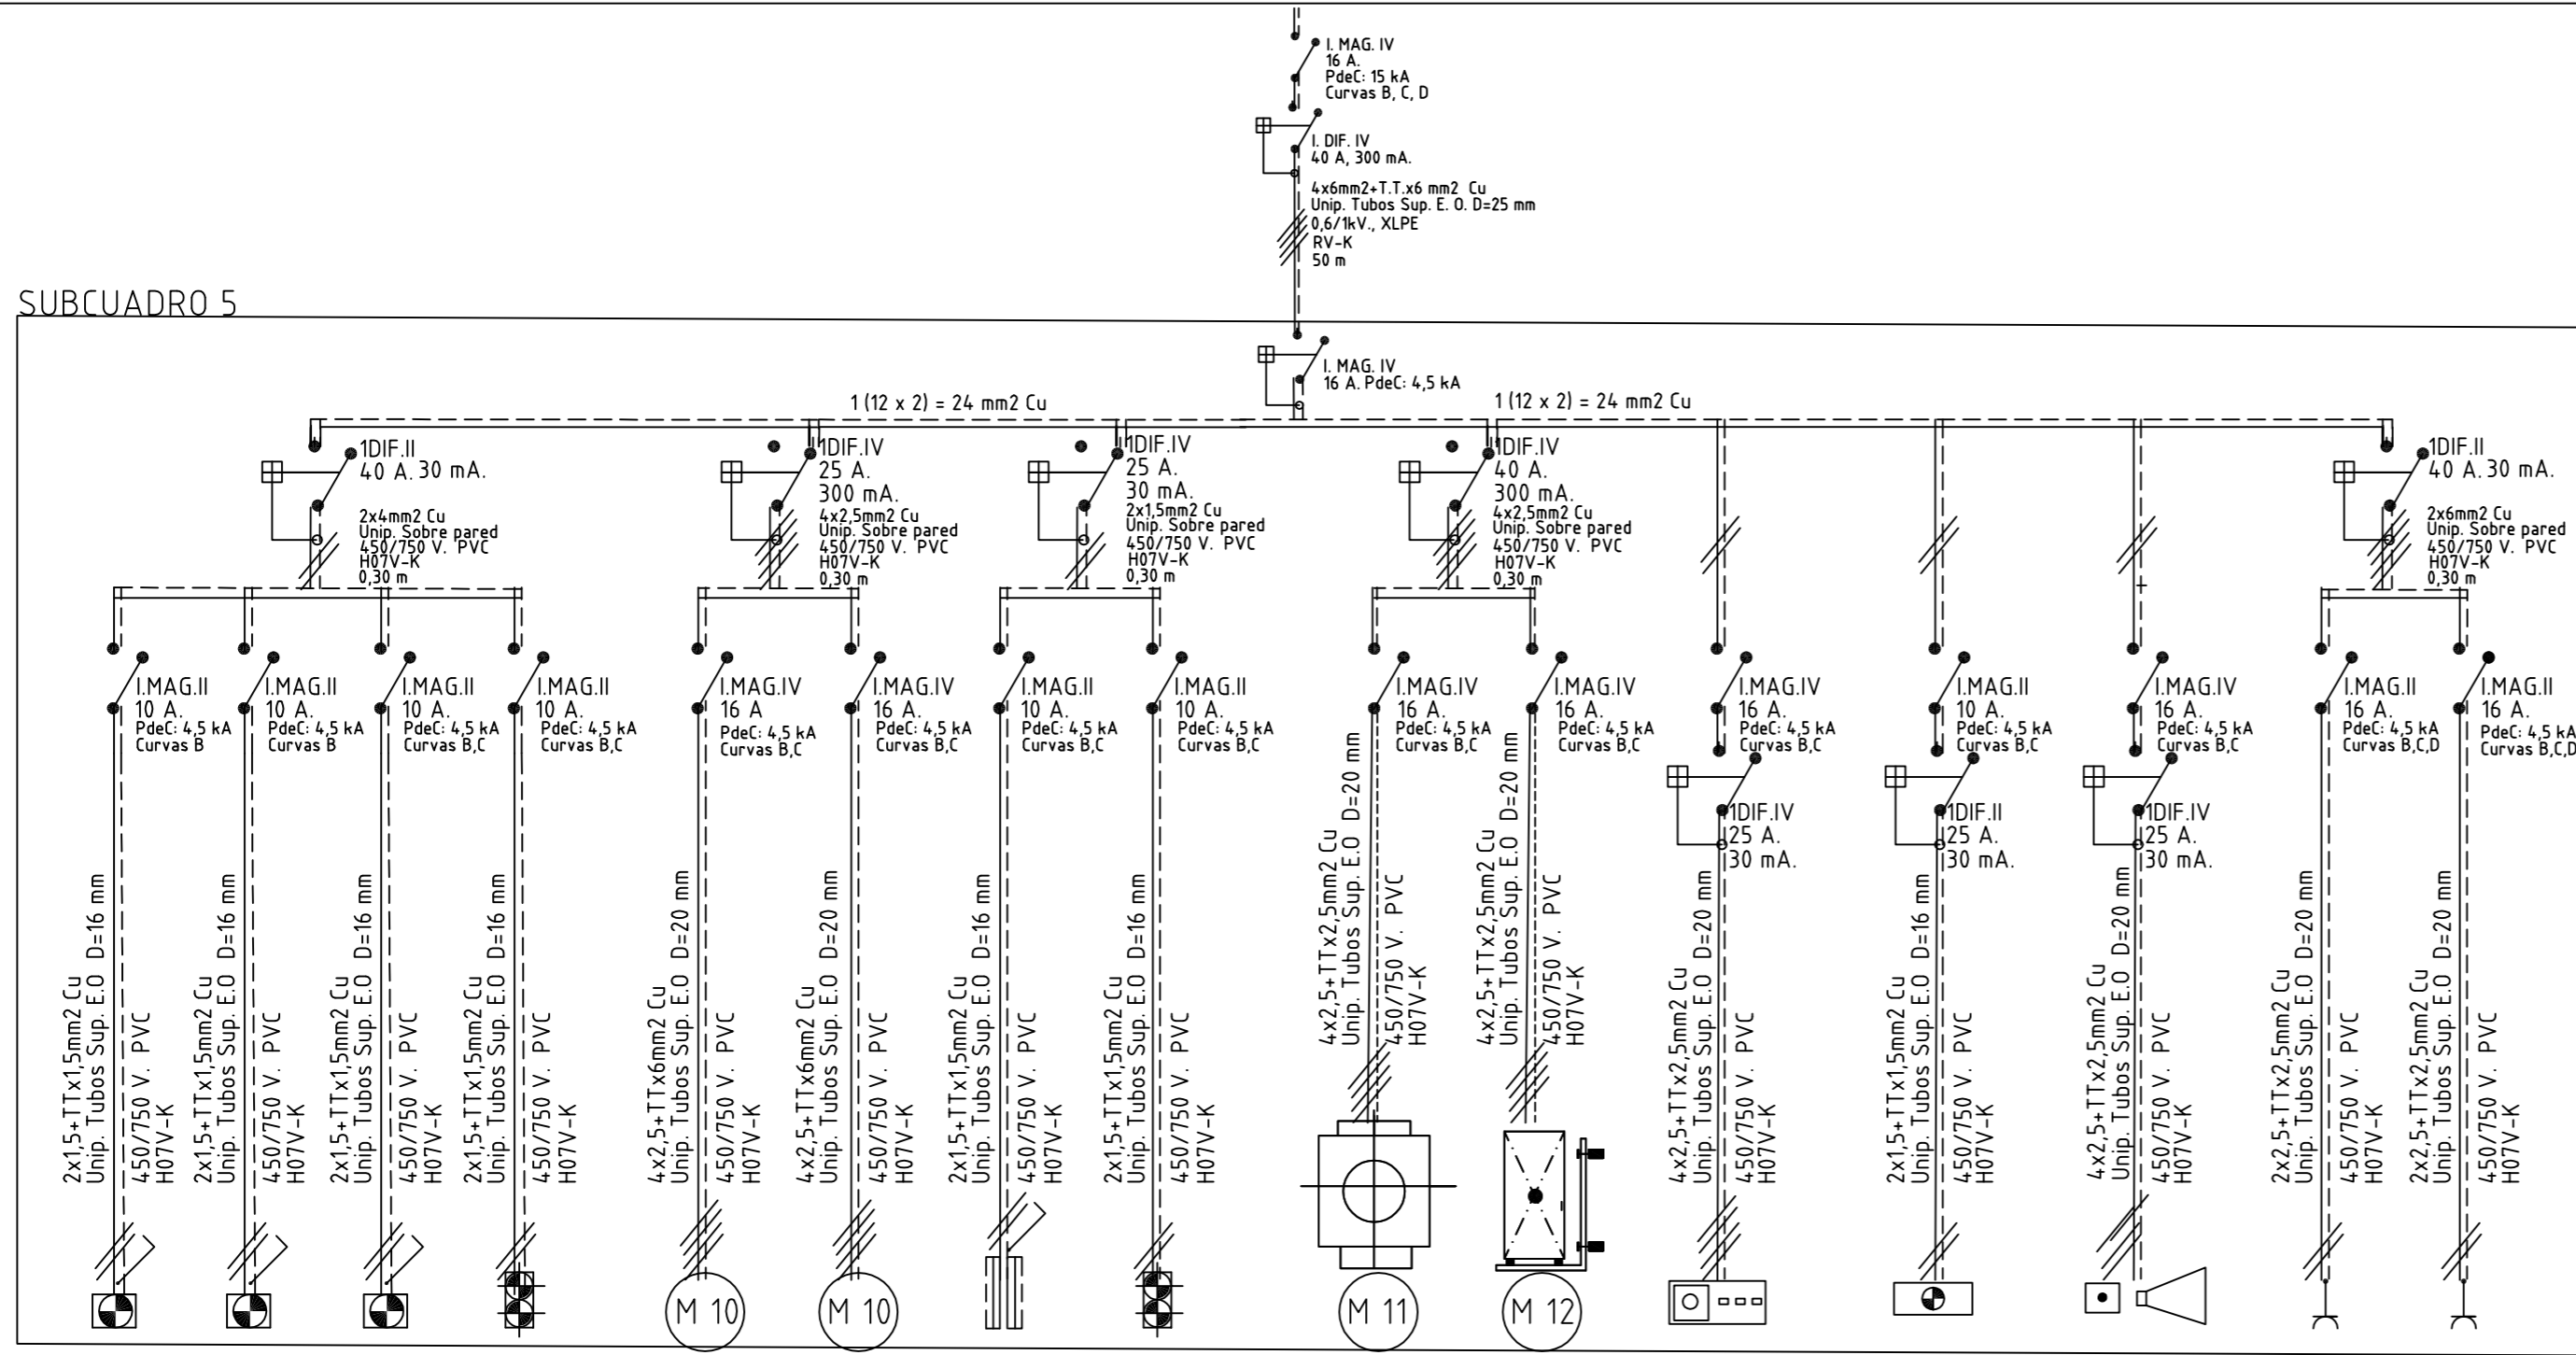 I. MAG. IV
16 A.
PdeC: 15 kA
Curvas B, C, D
I. DIF. IV
40 A, 300 mA.
4x6mm2+T.T.x6 mm2 Cu
Unip. Tubos Sup. E. O. D=25 mm
0,6/1kV., XLPE
RV-K
50 m
SUBCUADRO 5
I. MAG. IV
16 A. PdeC: 4,5 kA
1 (12 x 2) = 24 mm2 Cu
1 (12 x 2) = 24 mm2 Cu
1DIF.II
40 A. 30 mA.
2x4mm2 Cu
Unip. Sobre pared
450/750 V. PVC
H07V-K
0,30 m
1DIF.IV
25 A.
300 mA.
4x2,5mm2 Cu
Unip. Sobre pared
450/750 V. PVC
H07V-K
0,30 m
1DIF.IV
25 A.
30 mA.
2x1,5mm2 Cu
Unip. Sobre pared
450/750 V. PVC
H07V-K
0,30 m
1DIF.IV
40 A.
300 mA.
4x2,5mm2 Cu
Unip. Sobre pared
450/750 V. PVC
H07V-K
0,30 m
1DIF.II
40 A. 30 mA.
2x6mm2 Cu
Unip. Sobre pared
450/750 V. PVC
H07V-K
0,30 m
I.MAG.II
10 A.
PdeC: 4,5 kA
Curvas B
I.MAG.II
10 A.
PdeC: 4,5 kA
Curvas B
I.MAG.II
10 A.
PdeC: 4,5 kA
Curvas B,C
I.MAG.II
10 A.
PdeC: 4,5 kA
Curvas B,C
I.MAG.IV
16 A
PdeC: 4,5 kA
Curvas B,C
I.MAG.IV
16 A.
PdeC: 4,5 kA
Curvas B,C
I.MAG.II
10 A.
PdeC: 4,5 kA
Curvas B,C
I.MAG.II
10 A.
PdeC: 4,5 kA
Curvas B,C
I.MAG.IV
16 A.
PdeC: 4,5 kA
Curvas B,C
I.MAG.IV
16 A.
PdeC: 4,5 kA
Curvas B,C
I.MAG.IV
16 A.
PdeC: 4,5 kA
Curvas B,C
I.MAG.II
10 A.
PdeC: 4,5 kA
Curvas B,C
I.MAG.IV
16 A.
PdeC: 4,5 kA
Curvas B,C
I.MAG.II
16 A.
PdeC: 4,5 kA
Curvas B,C,D
I.MAG.II
16 A.
PdeC: 4,5 kA
Curvas B,C,D
1DIF.IV
25 A.
30 mA.
1DIF.II
25 A.
30 mA.
1DIF.IV
25 A.
30 mA.
2x1,5+TTx1,5mm2 Cu
Unip. Tubos Sup. E.O D=16 mm
450/750 V. PVC
H07V-K
2x1,5+TTx1,5mm2 Cu
Unip. Tubos Sup. E.O D=16 mm
450/750 V. PVC
H07V-K
2x1,5+TTx1,5mm2 Cu
Unip. Tubos Sup. E.O D=16 mm
450/750 V. PVC
H07V-K
2x1,5+TTx1,5mm2 Cu
Unip. Tubos Sup. E.O D=16 mm
450/750 V. PVC
H07V-K
4x2,5+TTx6mm2 Cu
Unip. Tubos Sup. E.O D=20 mm
450/750 V. PVC
H07V-K
4x2,5+TTx6mm2 Cu
Unip. Tubos Sup. E.O D=20 mm
450/750 V. PVC
H07V-K
2x1,5+TTx1,5mm2 Cu
Unip. Tubos Sup. E.O D=16 mm
450/750 V. PVC
H07V-K
2x1,5+TTx1,5mm2 Cu
Unip. Tubos Sup. E.O D=16 mm
450/750 V. PVC
H07V-K
4x2,5+TTx2,5mm2 Cu
Unip. Tubos Sup. E.O D=20 mm
450/750 V. PVC
H07V-K
4x2,5+TTx2,5mm2 Cu
Unip. Tubos Sup. E.O D=20 mm
450/750 V. PVC
H07V-K
4x2,5+TTx2,5mm2 Cu
Unip. Tubos Sup. E.O D=20 mm
450/750 V. PVC
H07V-K
2x1,5+TTx1,5mm2 Cu
Unip. Tubos Sup. E.O D=16 mm
450/750 V. PVC
H07V-K
4x2,5+TTx2,5mm2 Cu
Unip. Tubos Sup. E.O D=20 mm
450/750 V. PVC
H07V-K
2x2,5+TTx2,5mm2 Cu
Unip. Tubos Sup. E.O D=20 mm
450/750 V. PVC
H07V-K
2x2,5+TTx2,5mm2 Cu
Unip. Tubos Sup. E.O D=20 mm
450/750 V. PVC
H07V-K
M 10
M 10
M 11
M 12